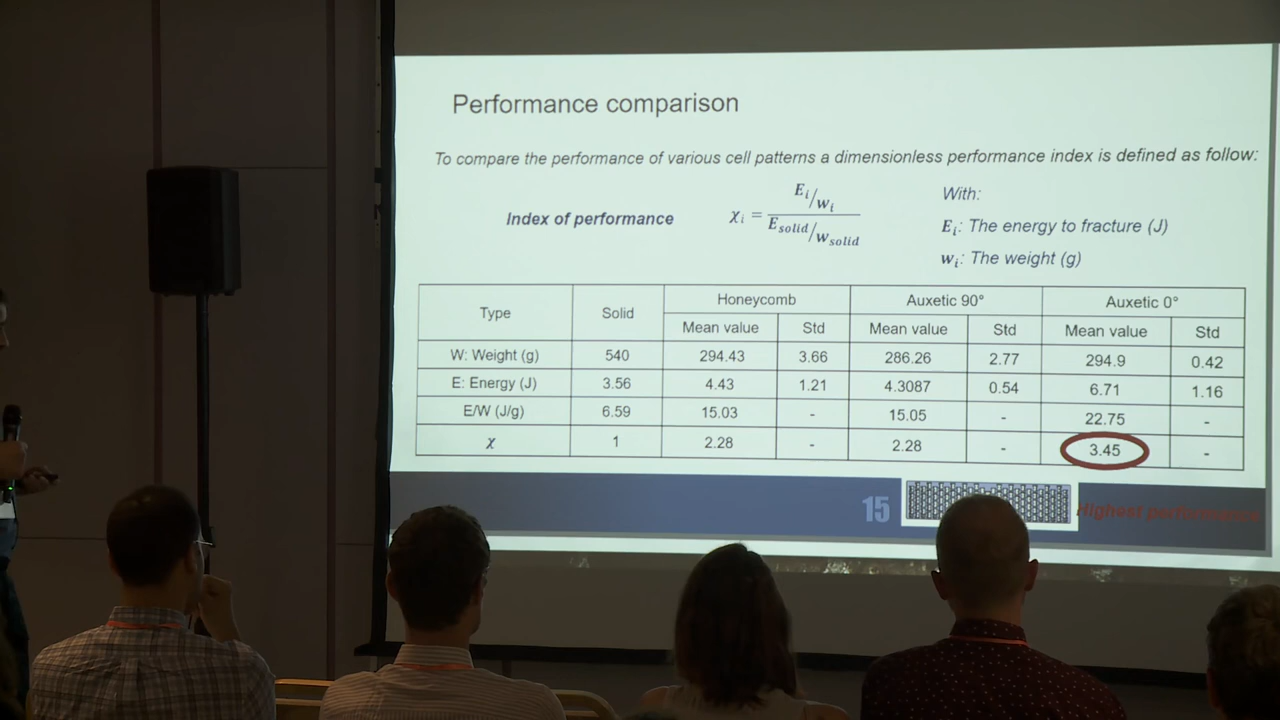 Performance comparison
To compare the performance of various cell patterns a dimensionless performance index is defined as follow:
Index of performance χᵢ = (Eᵢ/wᵢ) / (E_solid/w_solid)
With:
Eᵢ: The energy to fracture (J)
wᵢ: The weight (g)
Type Solid Honeycomb Auxetic 90° Auxetic 0°
Mean value Std Mean value Std Mean value Std
W: Weight (g) 540 294.43 3.66 286.26 2.77 294.9 0.42
E: Energy (J) 3.56 4.43 1.21 4.3087 0.54 6.71 1.16
E/W (J/g) 6.59 15.03 - 15.05 - 22.75 -
χ 1 2.28 - 2.28 - 3.45 -
15 Highest performance